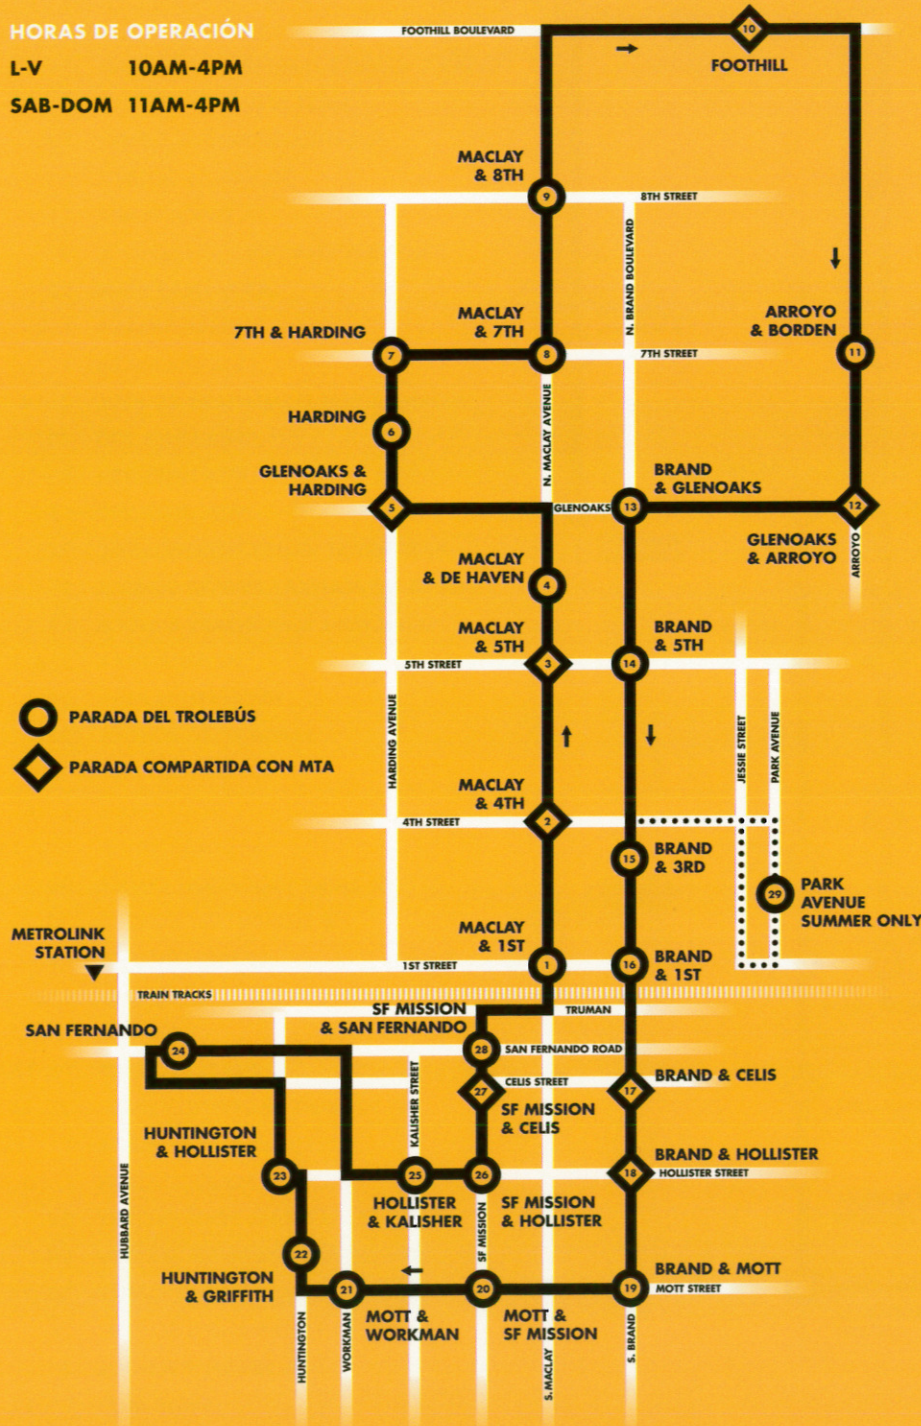 HORAS DE OPERACIÓN
L-V 10AM-4PM
SAB-DOM 11AM-4PM
FOOTHILL BOULEVARD
10
FOOTHILL
MACLAY
& 8TH
9
8TH STREET
N. BRAND BOULEVARD
7TH & HARDING
7
MACLAY
& 7TH
8
7TH STREET
ARROYO
& BORDEN
11
HARDING
6
N. MACLAY AVENUE
GLENOAKS &
HARDING
5
GLENOAKS
BRAND
& GLENOAKS
13
12
GLENOAKS
& ARROYO
ARROYO
MACLAY
& DE HAVEN
4
MACLAY
& 5TH
3
5TH STREET
BRAND
& 5TH
14
PARADA DEL TROLEBÚS
PARADA COMPARTIDA CON MTA
HARDING AVENUE
JESSIE STREET
PARK AVENUE
MACLAY
& 4TH
2
4TH STREET
BRAND
& 3RD
15
29
PARK
AVENUE
SUMMER ONLY
METROLINK
STATION
MACLAY
& 1ST
1
1ST STREET
BRAND
& 1ST
16
TRAIN TRACKS
SF MISSION
& SAN FERNANDO
TRUMAN
SAN FERNANDO
24
28
SAN FERNANDO ROAD
KALISHER STREET
27
CELIS STREET
SF MISSION
& CELIS
17
BRAND & CELIS
HUNTINGTON
& HOLLISTER
23
25
HOLLISTER
& KALISHER
26
SF MISSION
& HOLLISTER
18
BRAND & HOLLISTER
HOLLISTER STREET
HUBBARD AVENUE
SF MISSION
22
HUNTINGTON
& GRIFFITH
21
MOTT &
WORKMAN
20
MOTT &
SF MISSION
19
BRAND & MOTT
MOTT STREET
HUNTINGTON
WORKMAN
S. MACLAY
S. BRAND